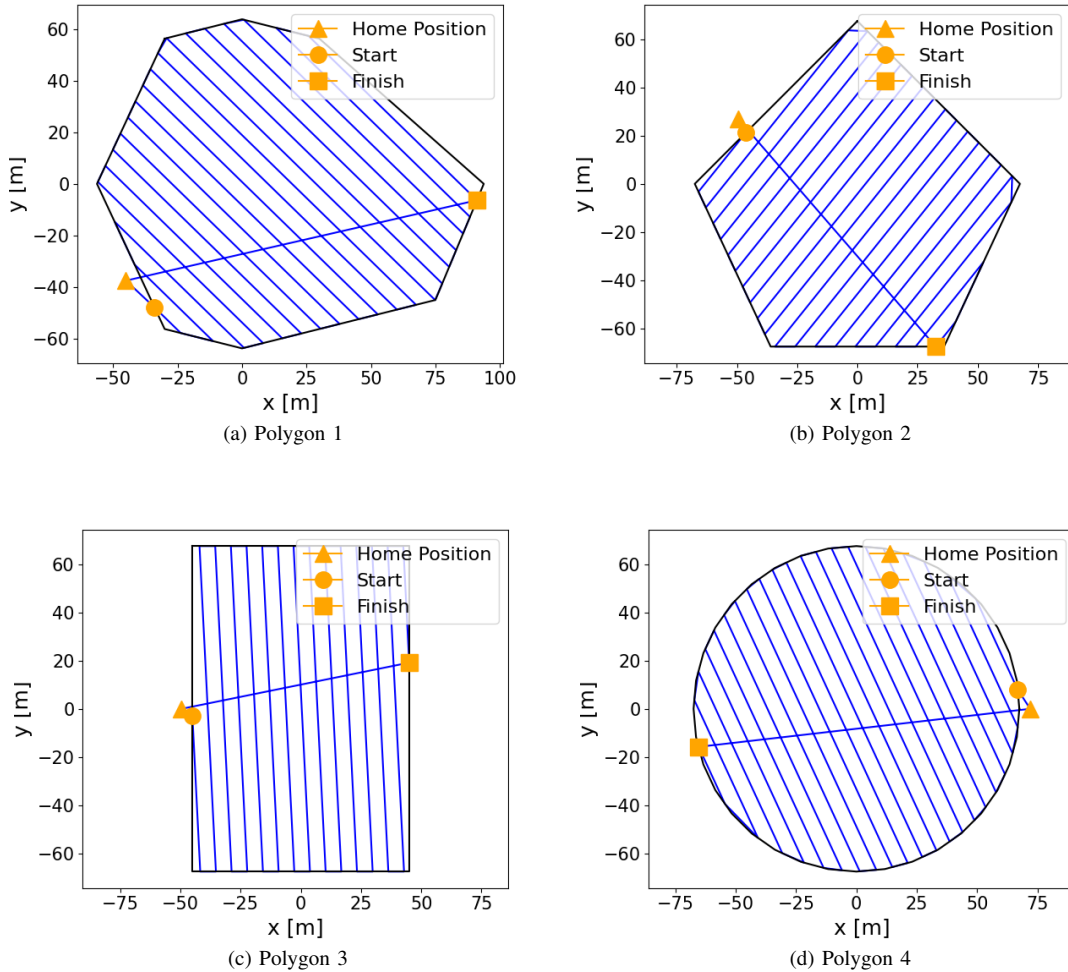 60
40
20
0
−20
−40
−60
y [m]
−50
−25
0
25
50
75
100
x [m]
Home Position
Start
Finish
(a) Polygon 1
60
40
20
0
−20
−40
−60
y [m]
−75
−50
−25
0
25
50
75
x [m]
Home Position
Start
Finish
(b) Polygon 2
60
40
20
0
−20
−40
−60
y [m]
−75
−50
−25
0
25
50
75
x [m]
Home Position
Start
Finish
(c) Polygon 3
60
40
20
0
−20
−40
−60
y [m]
−75
−50
−25
0
25
50
75
x [m]
Home Position
Start
Finish
(d) Polygon 4